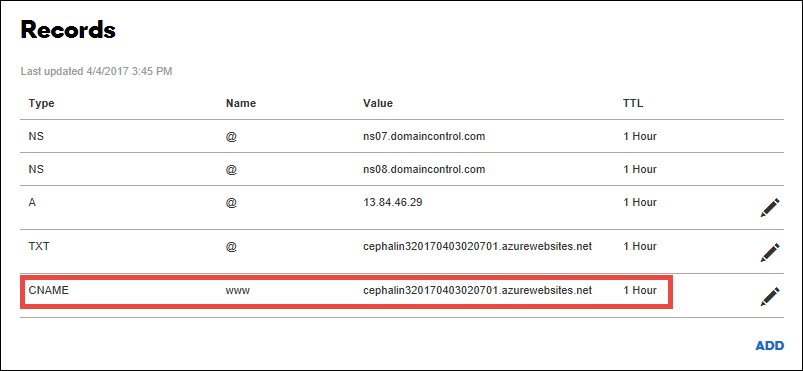 Records
Last updated 4/4/2017 3:45 PM
Type Name Value TTL
NS @ ns07.domaincontrol.com 1 Hour
NS @ ns08.domaincontrol.com 1 Hour
A @ 13.84.46.29 1 Hour
TXT @ cephalin320170403020701.azurewebsites.net 1 Hour
CNAME www cephalin320170403020701.azurewebsites.net 1 Hour
ADD